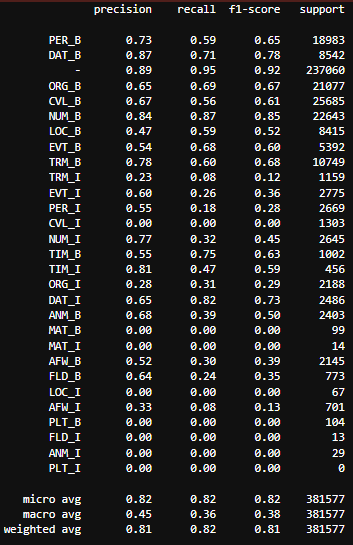 precision recall f1-score support
PER_B 0.73 0.59 0.65 18983
DAT_B 0.87 0.71 0.78 8542
- 0.89 0.95 0.92 237060
ORG_B 0.65 0.69 0.67 21077
CVL_B 0.67 0.56 0.61 25685
NUM_B 0.84 0.87 0.85 22643
LOC_B 0.47 0.59 0.52 8415
EVT_B 0.54 0.68 0.60 5392
TRM_B 0.78 0.60 0.68 10749
TRM_I 0.23 0.08 0.12 1159
EVT_I 0.60 0.26 0.36 2775
PER_I 0.55 0.18 0.28 2669
CVL_I 0.00 0.00 0.00 1303
NUM_I 0.77 0.32 0.45 2645
TIM_B 0.55 0.75 0.63 1002
TIM_I 0.81 0.47 0.59 456
ORG_I 0.28 0.31 0.29 2188
DAT_I 0.65 0.82 0.73 2486
ANM_B 0.68 0.39 0.50 2403
MAT_B 0.00 0.00 0.00 99
MAT_I 0.00 0.00 0.00 14
AFW_B 0.52 0.30 0.39 2145
FLD_B 0.64 0.24 0.35 773
LOC_I 0.00 0.00 0.00 67
AFW_I 0.33 0.08 0.13 701
PLT_B 0.00 0.00 0.00 104
FLD_I 0.00 0.00 0.00 13
ANM_I 0.00 0.00 0.00 29
PLT_I 0.00 0.00 0.00 0
micro avg 0.82 0.82 0.82 381577
macro avg 0.45 0.36 0.38 381577
weighted avg 0.81 0.82 0.81 381577